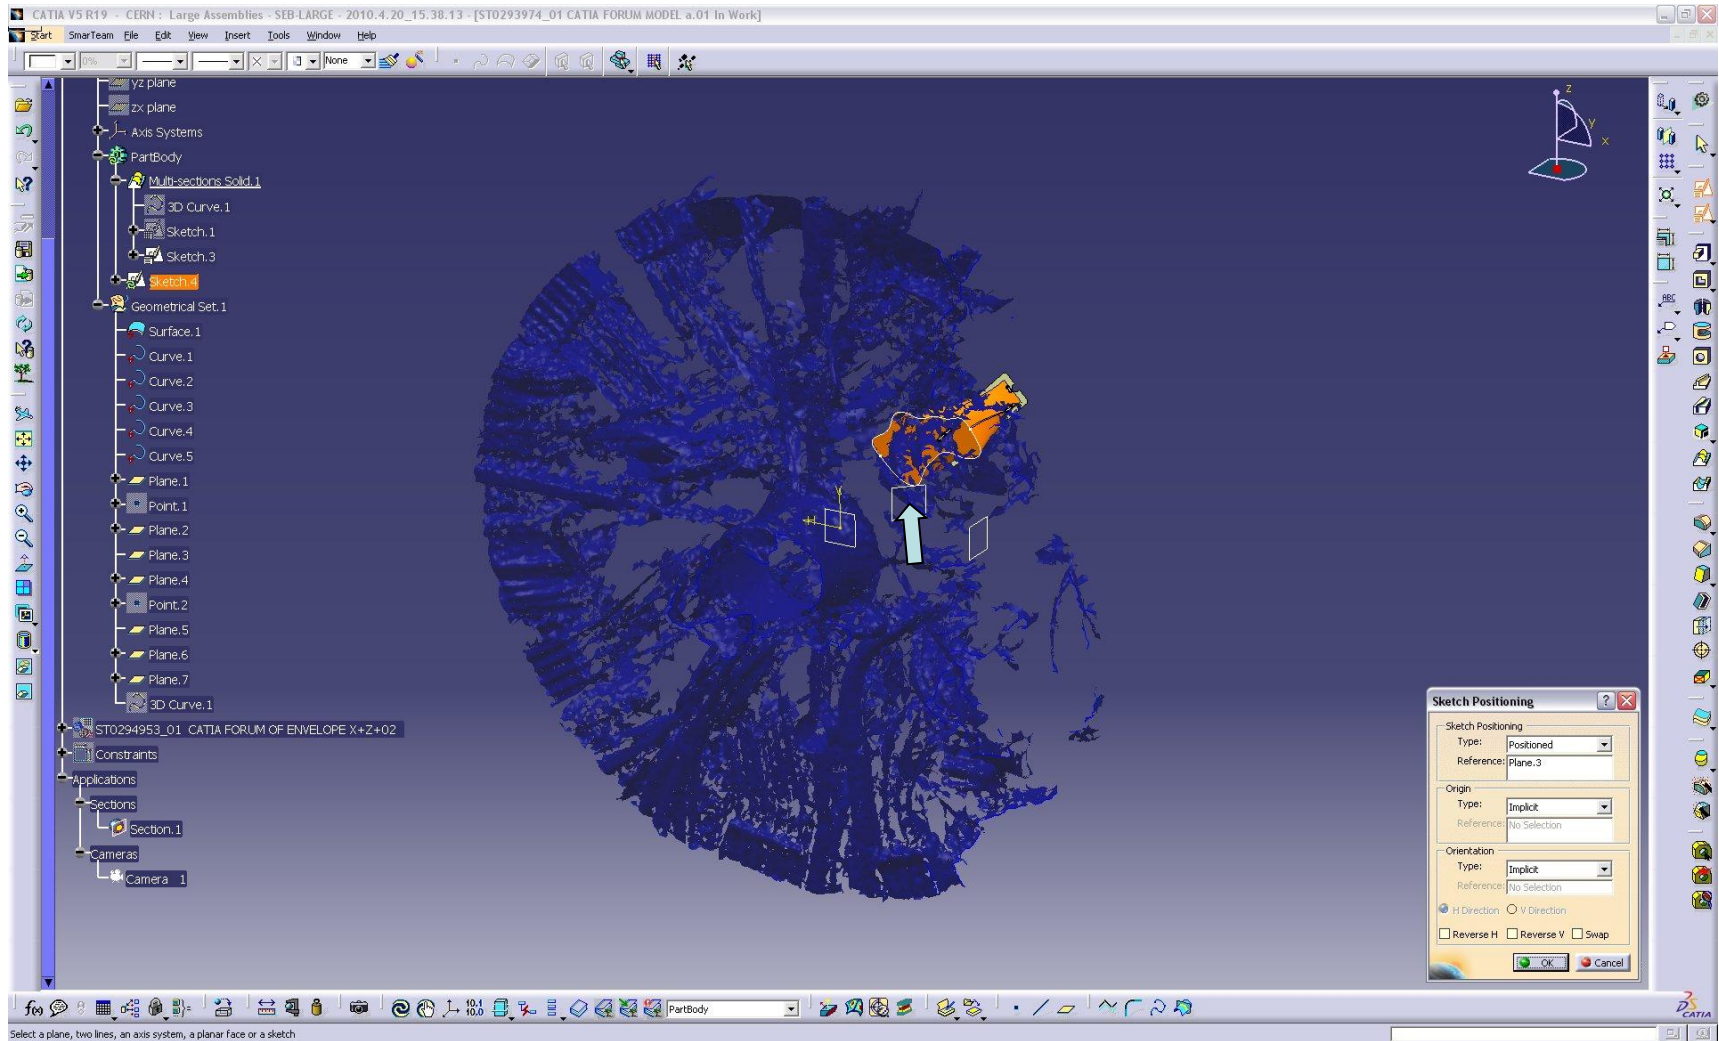 CATIA V5 R19 - CERN : Large Assemblies - SEB-LARGE - 2010.4.20_15.38.13 - [ST0293974_01 CATIA FORUM MODEL a.01 In Work]
Start SmarTeam File Edit View Insert Tools Window Help
0% None
yz plane
zx plane
Axis Systems
PartBody
Multi-sections Solid.1
3D Curve.1
Sketch.1
Sketch.3
Sketch.4
Geometrical Set.1
Surface.1
Curve.1
Curve.2
Curve.3
Curve.4
Curve.5
Plane.1
Point.1
Plane.2
Plane.3
Plane.4
Point.2
Plane.5
Plane.6
Plane.7
3D Curve.1
ST0294953_01 CATIA FORUM OF ENVELOPE X+Z+02
Constraints
Applications
Sections
Section.1
Cameras
Camera 1
z
y
x
V
H
ABC
Sketch Positioning
Sketch Positioning
Type: Positioned
Reference: Plane.3
Origin
Type: Implicit
Reference: No Selection
Orientation
Type: Implicit
Reference: No Selection
H Direction V Direction
Reverse H Reverse V Swap
OK Cancel
f(x) 10.1 10.0 PartBody
CATIA
Select a plane, two lines, an axis system, a planar face or a sketch